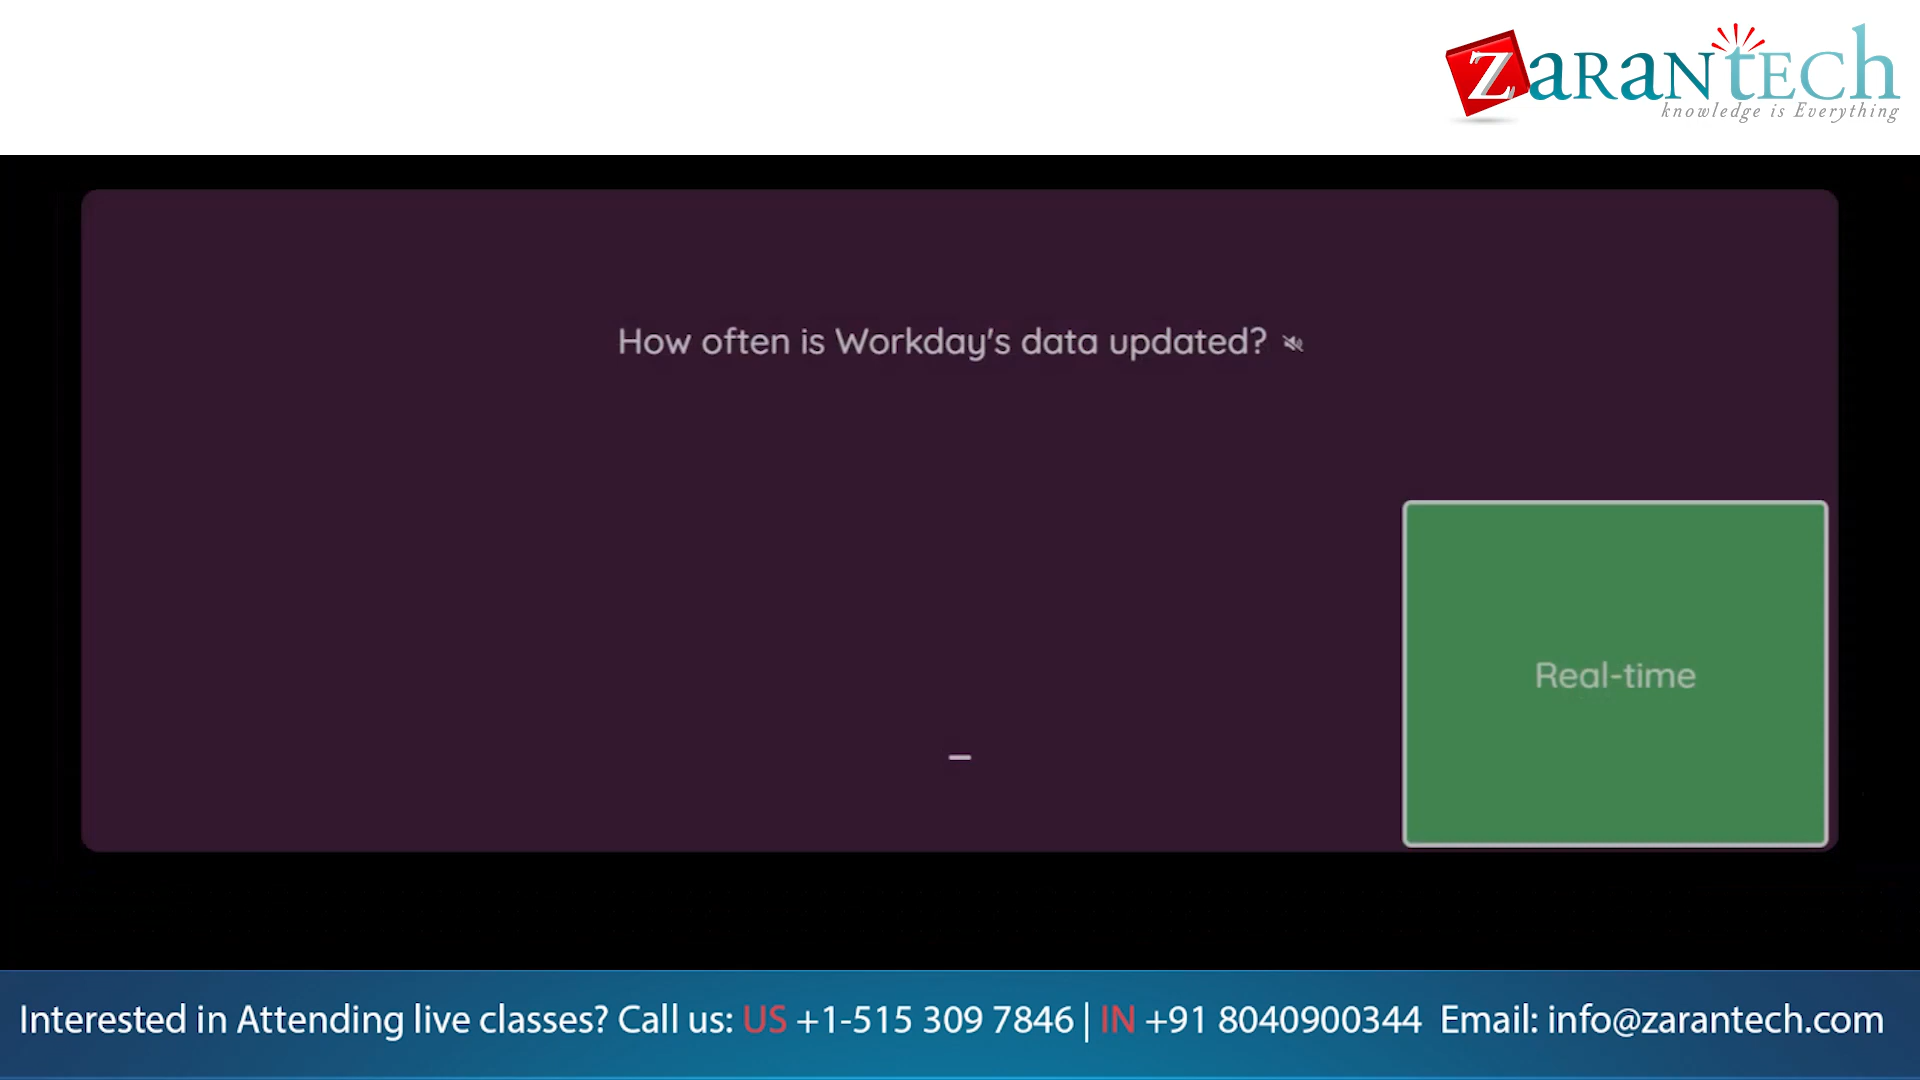 ZaranTech
knowledge is Everything
How often is Workday's data updated?
Real-time
Interested in Attending live classes? Call us: US +1-515 309 7846 | IN +91 8040900344 Email: info@zarantech.com